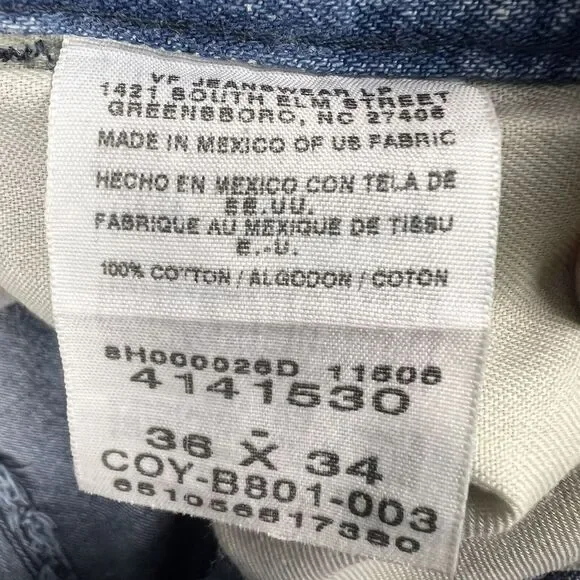 VF JEANSWEAR LP
1421 SOUTH ELM STREET
GREENSBORO, NC 27406
MADE IN MEXICO OF US FABRIC
HECHO EN MEXICO CON TELA DE
EE.UU.
FABRIQUE AU MEXIQUE DE TISSU
E.-U.
100% COTTON / ALGODON / COTON
SH000026D 11506
4141530
36 X 34
COY-B801-003
651056817380